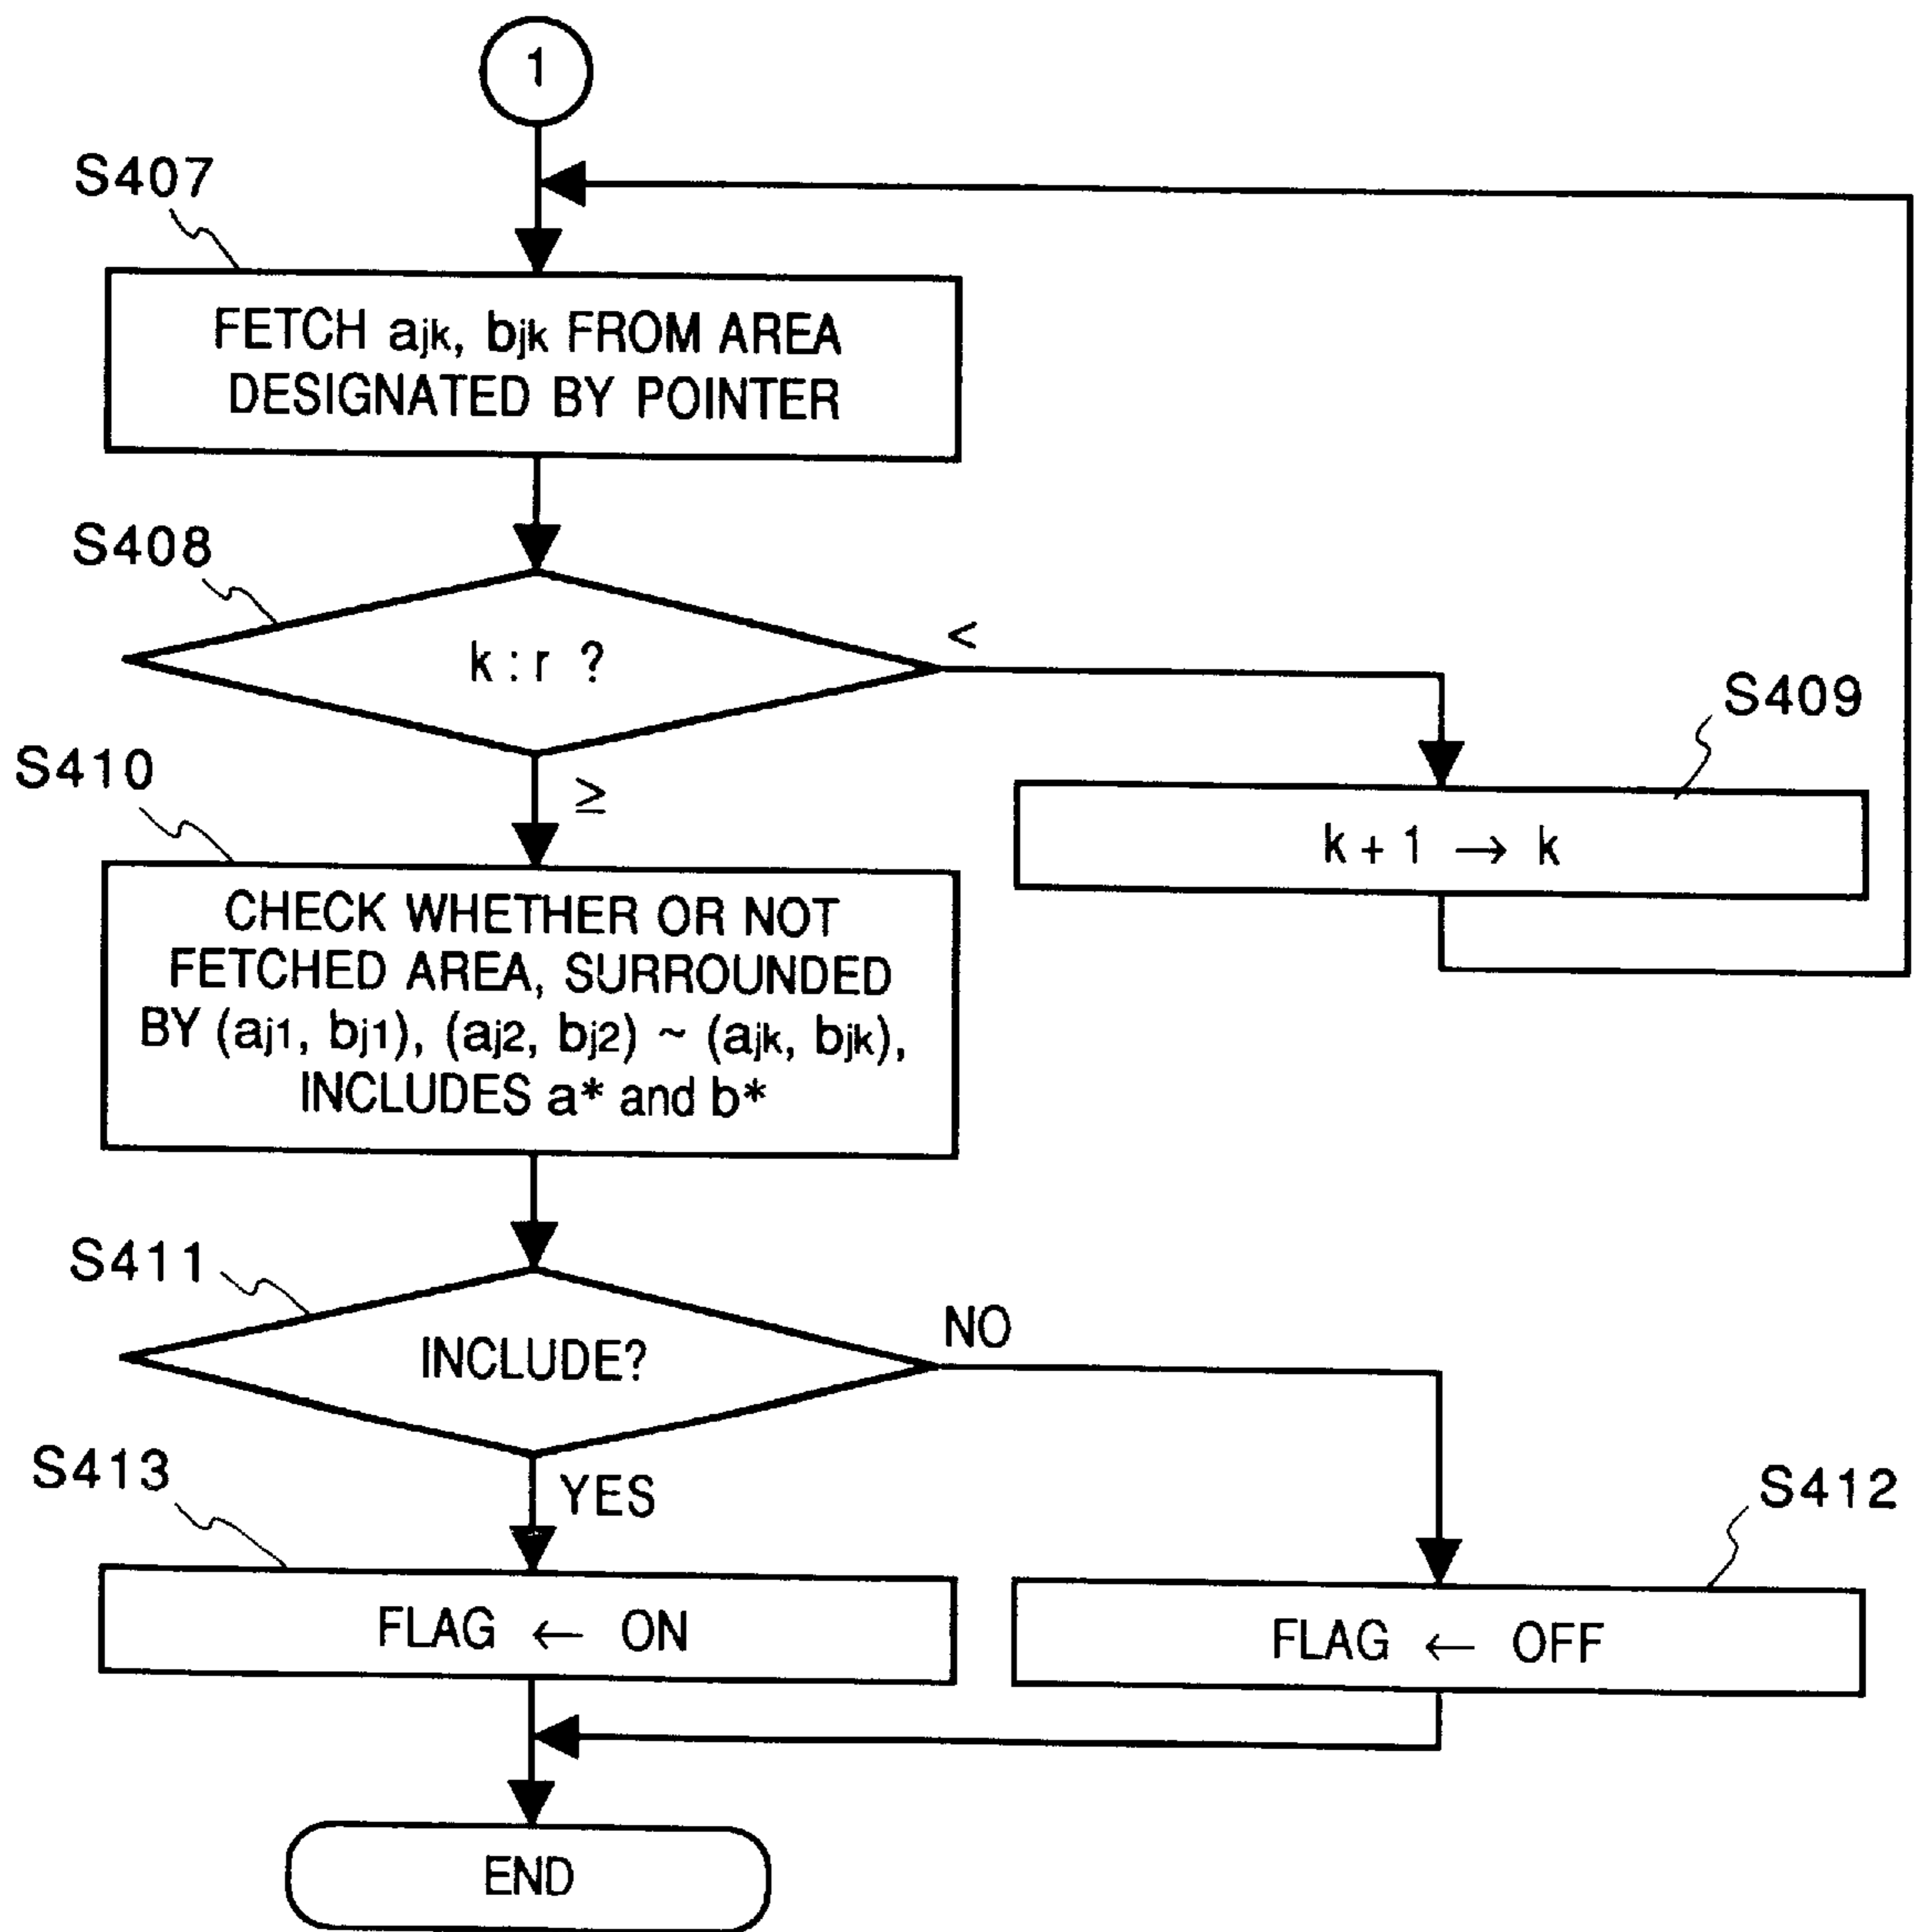 1
S407
FETCH ajk, bjk FROM AREA
DESIGNATED BY POINTER
S408
k : r ?
<
S409
k + 1 → k
S410
≥
CHECK WHETHER OR NOT
FETCHED AREA, SURROUNDED
BY (aj1, bj1), (aj2, bj2) ~ (ajk, bjk),
INCLUDES a* and b*
S411
INCLUDE?
NO
S413
YES
S412
FLAG ← ON
FLAG ← OFF
END